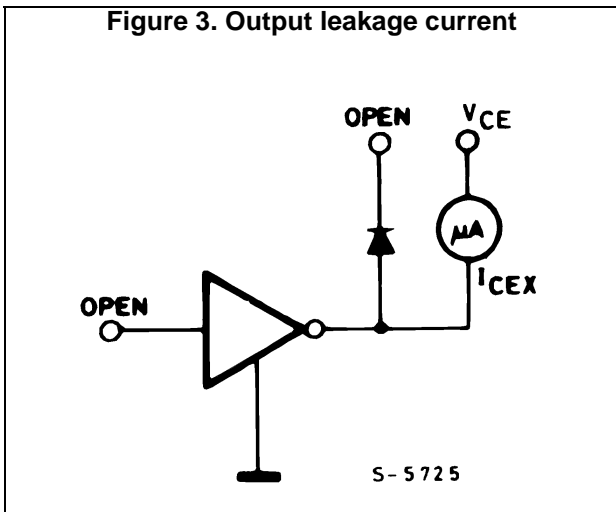 Figure 3. Output leakage current
OPEN
VCE
μA
ICEX
OPEN
S-5725